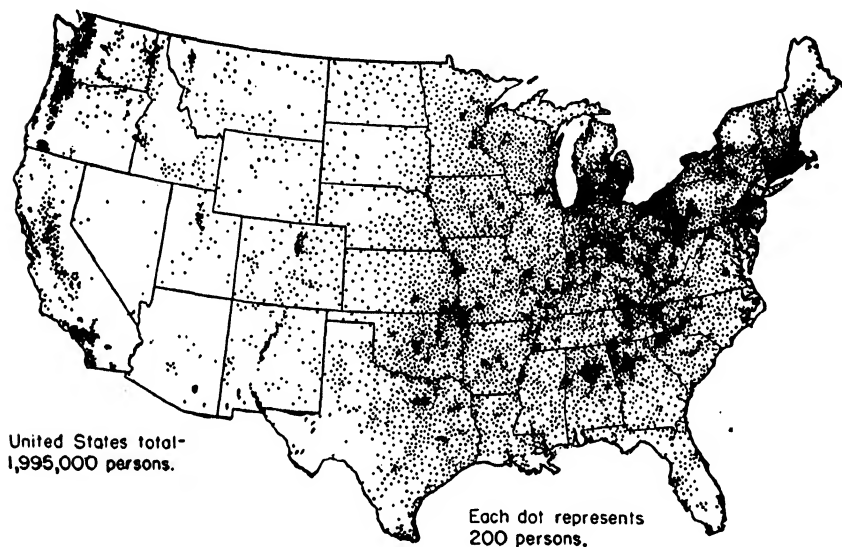 United States total-
1,995,000 persons.
Each dot represents
200 persons.